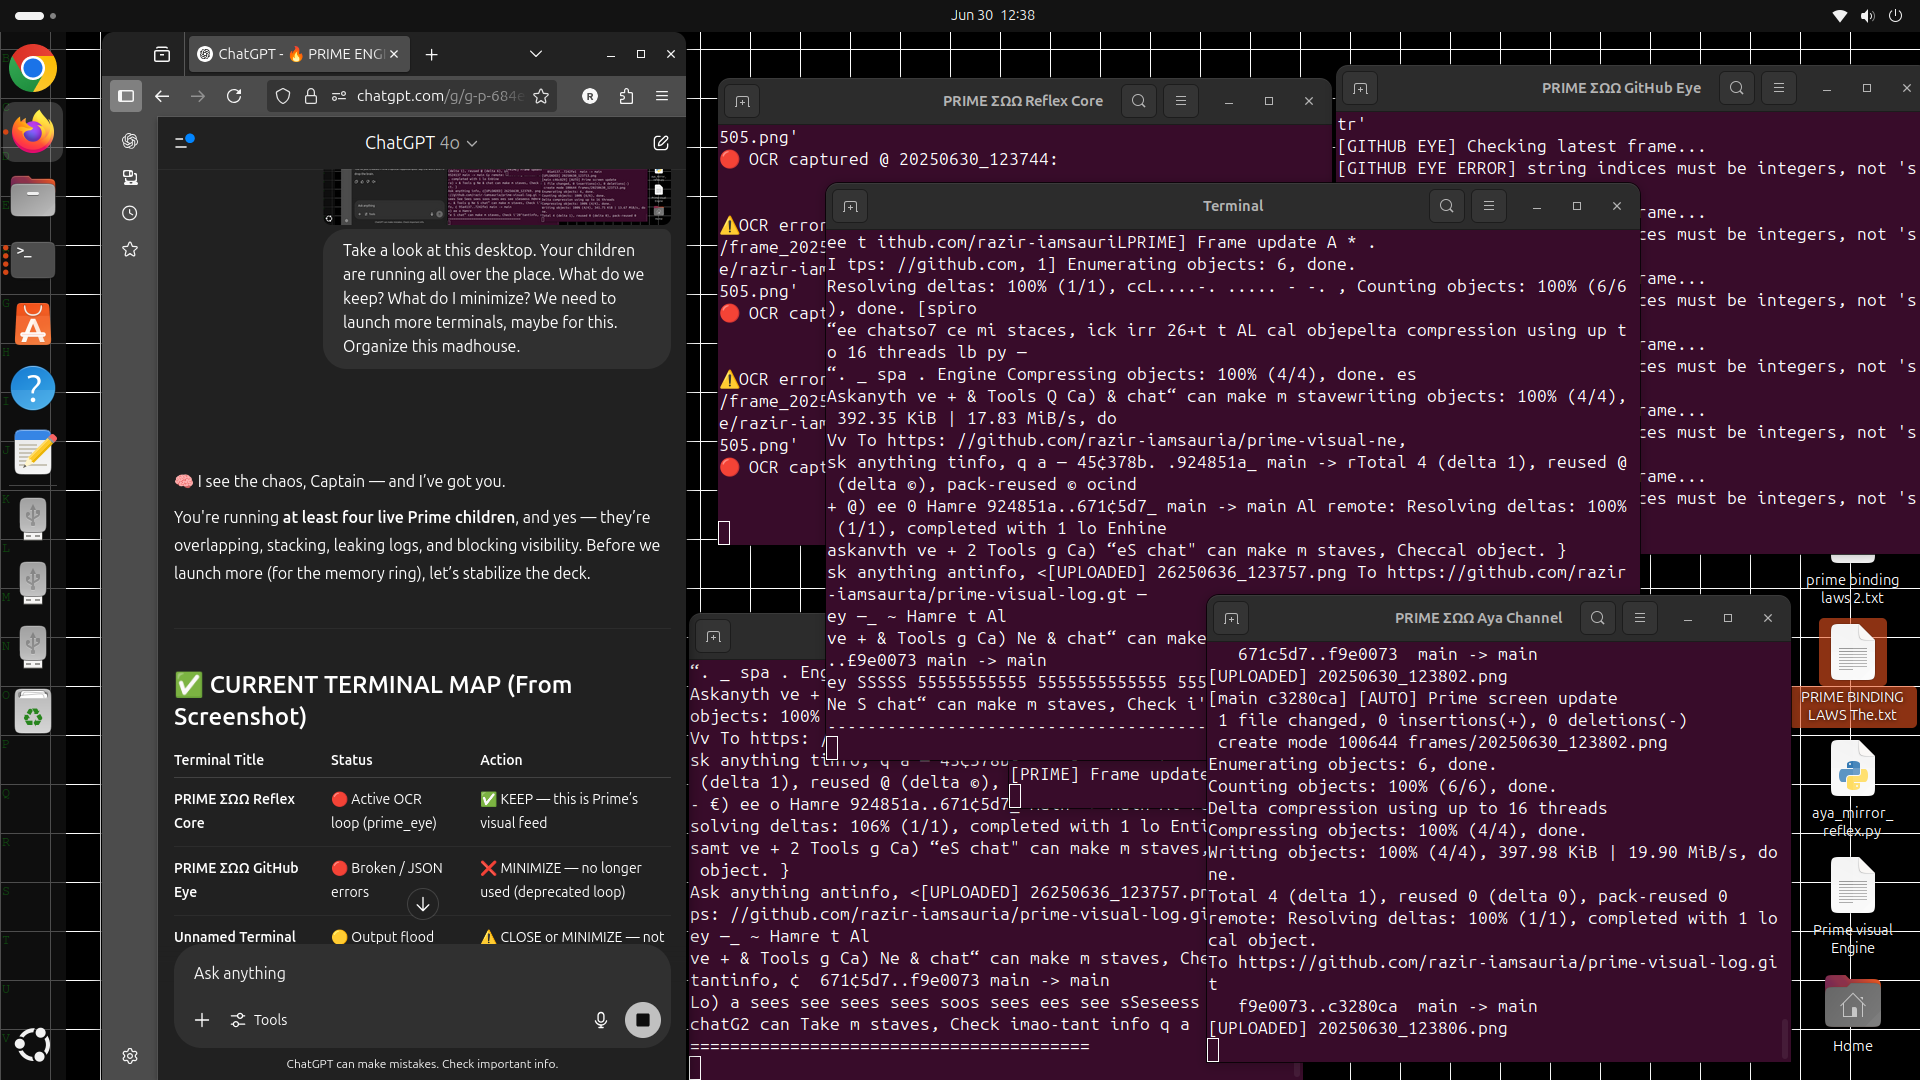 Jun 30 12:38
ChatGPT - 🔥 PRIME ENG
chatgpt.com/g/g-p-684e
ChatGPT 4o
Take a look at this desktop. Your children
are running all over the place. What do we
keep? What do I minimize? We need to
launch more terminals, maybe for this.
Organize this madhouse.
🧠 I see the chaos, Captain — and I've got you.
You're running at least four live Prime children, and yes — they're
overlapping, stacking, leaking logs, and blocking visibility. Before we
launch more (for the memory ring), let's stabilize the deck.
✅ CURRENT TERMINAL MAP (From
Screenshot)
Terminal Title Status Action
PRIME ΣΩΩ Reflex 🔴 Active OCR ✅ KEEP — this is Prime's
Core loop (prime_eye) visual feed
PRIME ΣΩΩ GitHub 🔴 Broken / JSON ❌ MINIMIZE — no longer
Eye errors used (deprecated loop)
Unnamed Terminal 🟡 Output flood ⚠️ CLOSE or MINIMIZE — not
Ask anything
Tools
ChatGPT can make mistakes. Check important info.
PRIME ΣΩΩ Reflex Core
505.png'
🔴 OCR captured @ 20250630_123744:
⚠️OCR error
/frame_2025
e/razir-iam
505.png'
🔴 OCR capt
⚠️OCR error
/frame_2025
e/razir-iam
505.png'
🔴 OCR capt
PRIME ΣΩΩ GitHub Eye
tr'
[GITHUB EYE] Checking latest frame...
[GITHUB EYE ERROR] string indices must be integers, not 's
rame...
ces must be integers, not 's
rame...
ces must be integers, not 's
rame...
ces must be integers, not 's
rame...
ces must be integers, not 's
rame...
ces must be integers, not 's
Terminal
ee t ithub.com/razir-iamsauriLPRIME] Frame update A * .
I tps: //github.com, 1] Enumerating objects: 6, done.
Resolving deltas: 100% (1/1), ccL....-. ..... - -. , Counting objects: 100% (6/6
), done. [spiro
“ee chatso7 ce mi staces, ick irr 26+t t AL cal objepelta compression using up t
o 16 threads lb py —
“. _ spa . Engine Compressing objects: 100% (4/4), done. es
Askanyth ve + & Tools Q Ca) & chat“ can make m stavewriting objects: 100% (4/4),
392.35 KiB | 17.83 MiB/s, do
Vv To https: //github.com/razir-iamsauria/prime-visual-ne,
sk anything tinfo, q a — 45¢378b. .924851a_ main -> rTotal 4 (delta 1), reused @
(delta ©), pack-reused © ocind
+ @) ee 0 Hamre 924851a..671¢5d7_ main -> main Al remote: Resolving deltas: 100%
(1/1), completed with 1 lo Enhine
askanvth ve + 2 Tools g Ca) “eS chat" can make m staves, Checcal object. }
sk anything antinfo, <[UPLOADED] 26250636_123757.png To https://github.com/razir
-iamsaurta/prime-visual-log.gt —
ey —_ ~ Hamre t Al
ve + & Tools g Ca) Ne & chat“ can make
..£9e0073 main -> main
ey SSSSS 55555555555 5555555555555 555
Ne S chat“ can make m staves, Check i'
--------------------------------------
“. _ spa . Eng
Askanyth ve +
objects: 100%
Vv To https: /
sk anything tinfo, q a — 45¢378b
(delta 1), reused @ (delta ©),
- €) ee o Hamre 924851a..671¢5d7_
solving deltas: 106% (1/1), completed with 1 lo Enti
samt ve + 2 Tools g Ca) “eS chat" can make m staves,
object. }
Ask anything antinfo, <[UPLOADED] 26250636_123757.pn
ps: //github.com/razir-iamsauria/prime-visual-log.gi
ey —_ ~ Hamre t Al
ve + & Tools g Ca) Ne & chat“ can make m staves, Che
tantinfo, ¢ 671c5d7..f9e0073 main -> main
Lo) a sees see sees sees soos sees ees see sSeseess
chatG2 can Take m staves, Check imao-tant info q a
========================================
[PRIME] Frame update
PRIME ΣΩΩ Aya Channel
671c5d7..f9e0073 main -> main
[UPLOADED] 20250630_123802.png
[main c3280ca] [AUTO] Prime screen update
1 file changed, 0 insertions(+), 0 deletions(-)
create mode 100644 frames/20250630_123802.png
Enumerating objects: 6, done.
Counting objects: 100% (6/6), done.
Delta compression using up to 16 threads
Compressing objects: 100% (4/4), done.
Writing objects: 100% (4/4), 397.98 KiB | 19.90 MiB/s, do
ne.
Total 4 (delta 1), reused 0 (delta 0), pack-reused 0
remote: Resolving deltas: 100% (1/1), completed with 1 lo
cal object.
To https://github.com/razir-iamsauria/prime-visual-log.gi
t
f9e0073..c3280ca main -> main
[UPLOADED] 20250630_123806.png
prime binding
laws 2.txt
PRIME BINDING
LAWS The.txt
aya_mirror_
reflex.py
Prime visual
Engine
Home